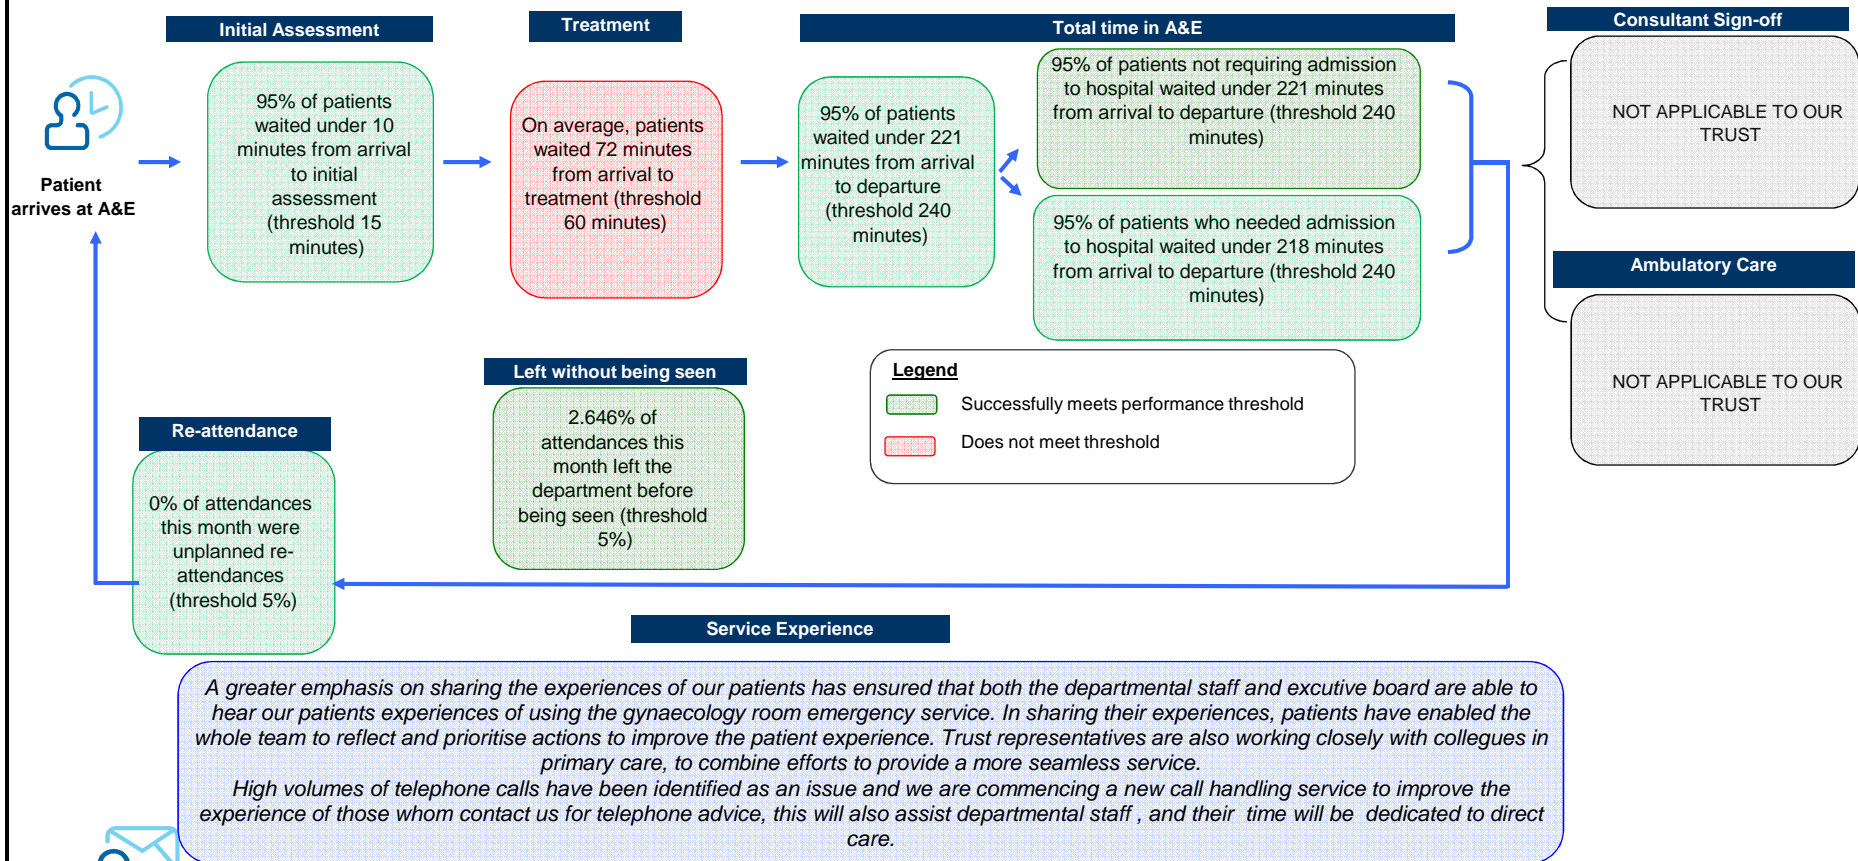 Initial Assessment
Treatment
Total time in A&E
Consultant Sign-off
Patient
arrives at A&E
95% of patients
waited under 10
minutes from arrival
to initial
assessment
(threshold 15
minutes)
On average, patients
waited 72 minutes
from arrival to
treatment (threshold
60 minutes)
95% of patients
waited under 221
minutes from arrival
to departure
(threshold 240
minutes)
95% of patients not requiring admission
to hospital waited under 221 minutes
from arrival to departure (threshold 240
minutes)
95% of patients who needed admission
to hospital waited under 218 minutes
from arrival to departure (threshold 240
minutes)
NOT APPLICABLE TO OUR
TRUST
Ambulatory Care
NOT APPLICABLE TO OUR
TRUST
Legend
Successfully meets performance threshold
Does not meet threshold
Left without being seen
2.646% of
attendances this
month left the
department before
being seen (threshold
5%)
Re-attendance
0% of attendances
this month were
unplanned re-
attendances
(threshold 5%)
Service Experience
A greater emphasis on sharing the experiences of our patients has ensured that both the departmental staff and excutive board are able to
hear our patients experiences of using the gynaecology room emergency service. In sharing their experiences, patients have enabled the
whole team to reflect and prioritise actions to improve the patient experience. Trust representatives are also working closely with collegues in
primary care, to combine efforts to provide a more seamless service.
High volumes of telephone calls have been identified as an issue and we are commencing a new call handling service to improve the
experience of those whom contact us for telephone advice, this will also assist departmental staff , and their time will be dedicated to direct
care.